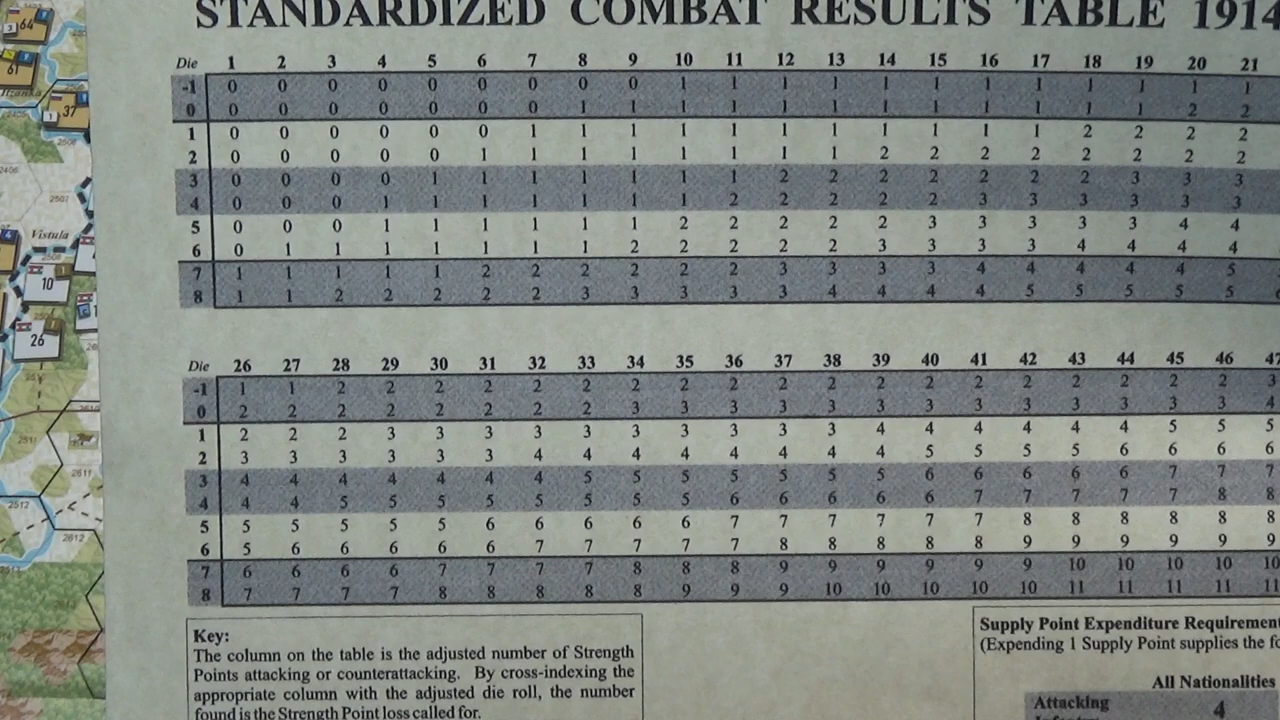 STANDARDIZED COMBAT RESULTS TABLE 1914
Die 1 2 3 4 5 6 7 8 9 10 11 12 13 14 15 16 17 18 19 20 21
-1 0 0 0 0 0 0 0 0 0 1 1 1 1 1 1 1 1 1 1 1 1
0 0 0 0 0 0 0 0 1 1 1 1 1 1 1 1 1 1 1 1 2 2
1 0 0 0 0 0 0 1 1 1 1 1 1 1 1 1 1 1 2 2 2 2
2 0 0 0 0 0 1 1 1 1 1 1 1 1 2 2 2 2 2 2 2 2
3 0 0 0 0 1 1 1 1 1 1 1 2 2 2 2 2 2 2 3 3 3
4 0 0 0 1 1 1 1 1 1 1 2 2 2 2 2 3 3 3 3 3 3
5 0 0 0 1 1 1 1 1 1 2 2 2 2 2 3 3 3 3 3 4 4
6 0 1 1 1 1 1 1 1 2 2 2 2 2 3 3 3 3 4 4 4 4
7 1 1 1 1 1 2 2 2 2 2 2 3 3 3 3 4 4 4 4 4 5
8 1 1 2 2 2 2 2 3 3 3 3 3 4 4 4 4 5 5 5 5 5
Die 26 27 28 29 30 31 32 33 34 35 36 37 38 39 40 41 42 43 44 45 46 47
-1 1 1 2 2 2 2 2 2 2 2 2 2 2 2 2 2 2 2 2 2 2 3
0 2 2 2 2 2 2 2 2 3 3 3 3 3 3 3 3 3 3 3 3 3 4
1 2 2 2 3 3 3 3 3 3 3 3 3 3 4 4 4 4 4 4 5 5 5
2 3 3 3 3 3 3 4 4 4 4 4 4 4 4 5 5 5 5 6 6 6 6
3 4 4 4 4 4 4 4 5 5 5 5 5 5 5 6 6 6 6 6 7 7 7
4 4 4 5 5 5 5 5 5 5 5 6 6 6 6 6 7 7 7 7 7 8 8
5 5 5 5 5 5 6 6 6 6 6 7 7 7 7 7 7 8 8 8 8 8 8
6 5 6 6 6 6 6 7 7 7 7 7 8 8 8 8 8 9 9 9 9 9 9
7 6 6 6 6 7 7 7 7 8 8 8 9 9 9 9 9 9 10 10 10 10 10
8 7 7 7 7 8 8 8 8 8 9 9 9 10 10 10 10 10 11 11 11 11 11
Key:
The column on the table is the adjusted number of Strength
Points attacking or counterattacking. By cross-indexing the
appropriate column with the adjusted die roll, the number
found is the Strength Point loss called for.
Supply Point Expenditure Requirement
(Expending 1 Supply Point supplies the fo
All Nationalities
Attacking 4
64
61
37
2507
Vistula
10
26
2511
2611
2512
2612